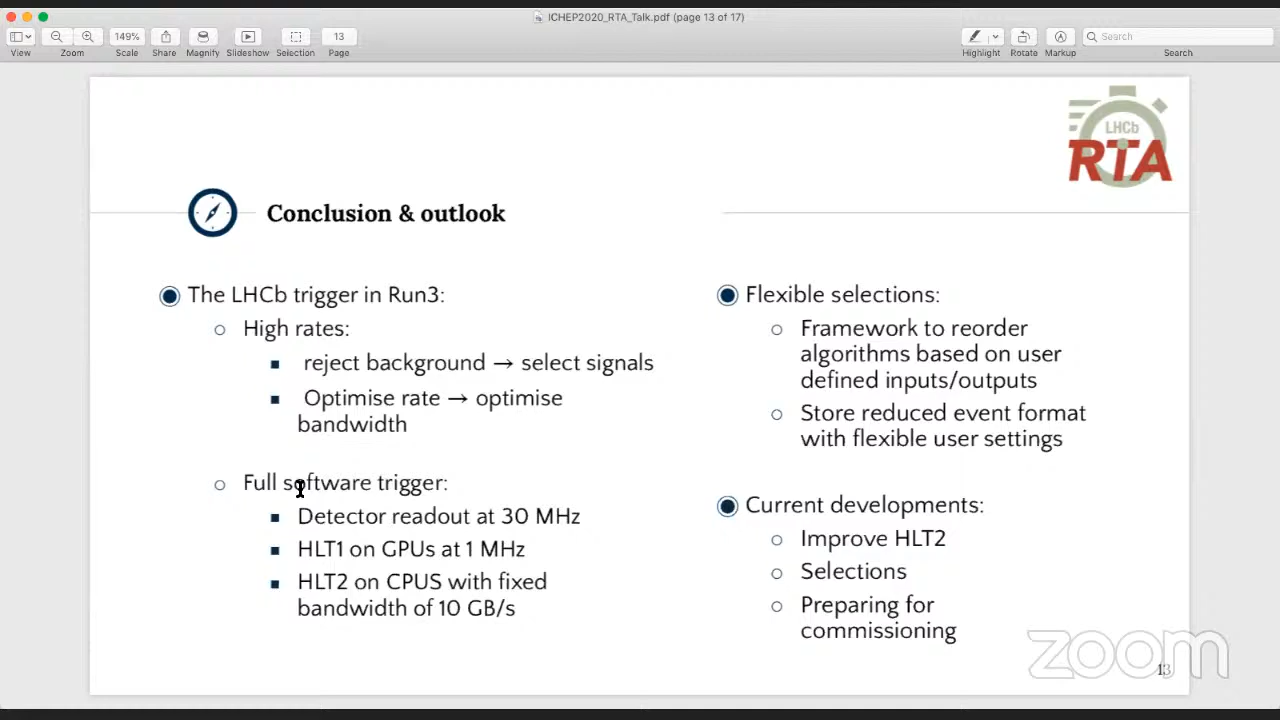 ICHEP2020_RTA_Talk.pdf (page 13 of 17)
149%
13
Search
View
Zoom
Scale
Share
Magnify
Slideshow
Selection
Page
Highlight
Rotate
Markup
Search
LHCb
RTA
Conclusion & outlook
The LHCb trigger in Run3:
High rates:
reject background → select signals
Optimise rate → optimise
bandwidth
Full software trigger:
Detector readout at 30 MHz
HLT1 on GPUs at 1 MHz
HLT2 on CPUS with fixed
bandwidth of 10 GB/s
Flexible selections:
Framework to reorder
algorithms based on user
defined inputs/outputs
Store reduced event format
with flexible user settings
Current developments:
Improve HLT2
Selections
Preparing for
commissioning
zoom
13